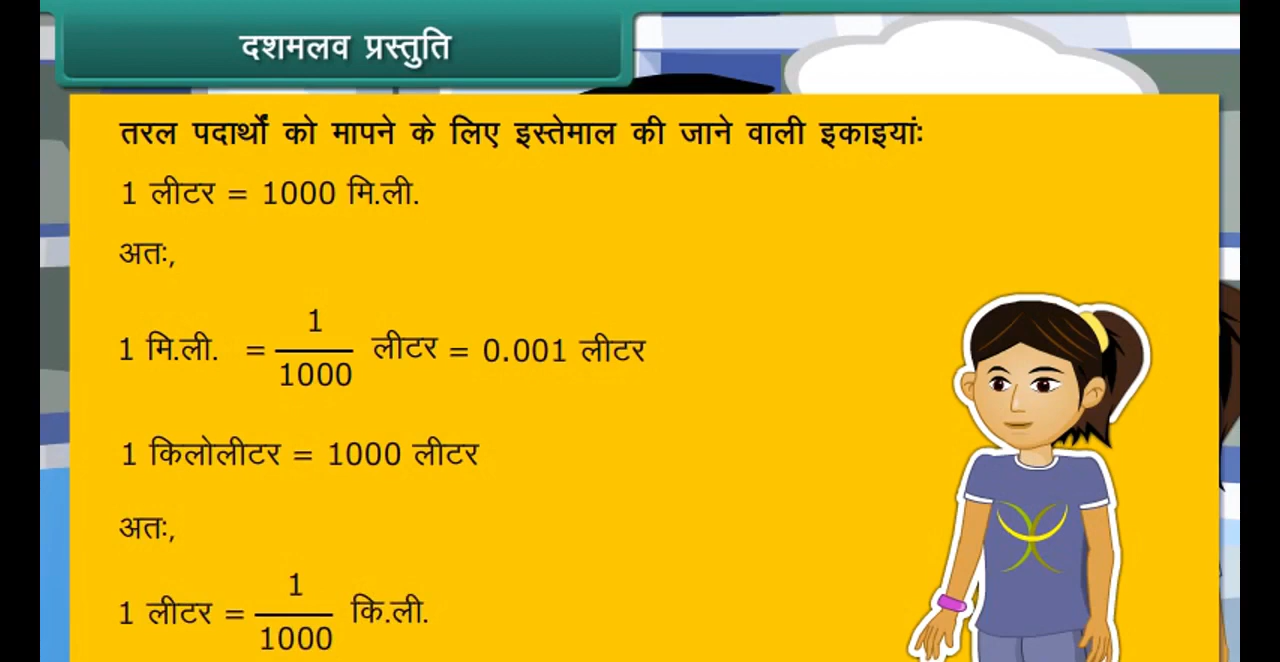 दशमलव प्रस्तुति
तरल पदार्थों को मापने के लिए इस्तेमाल की जाने वाली इकाइयांः
1 लीटर = 1000 मि.ली.
अतः,
1 मि.ली. = 1/1000 लीटर = 0.001 लीटर
1 किलोलीटर = 1000 लीटर
अतः,
1 लीटर = 1/1000 कि.ली.